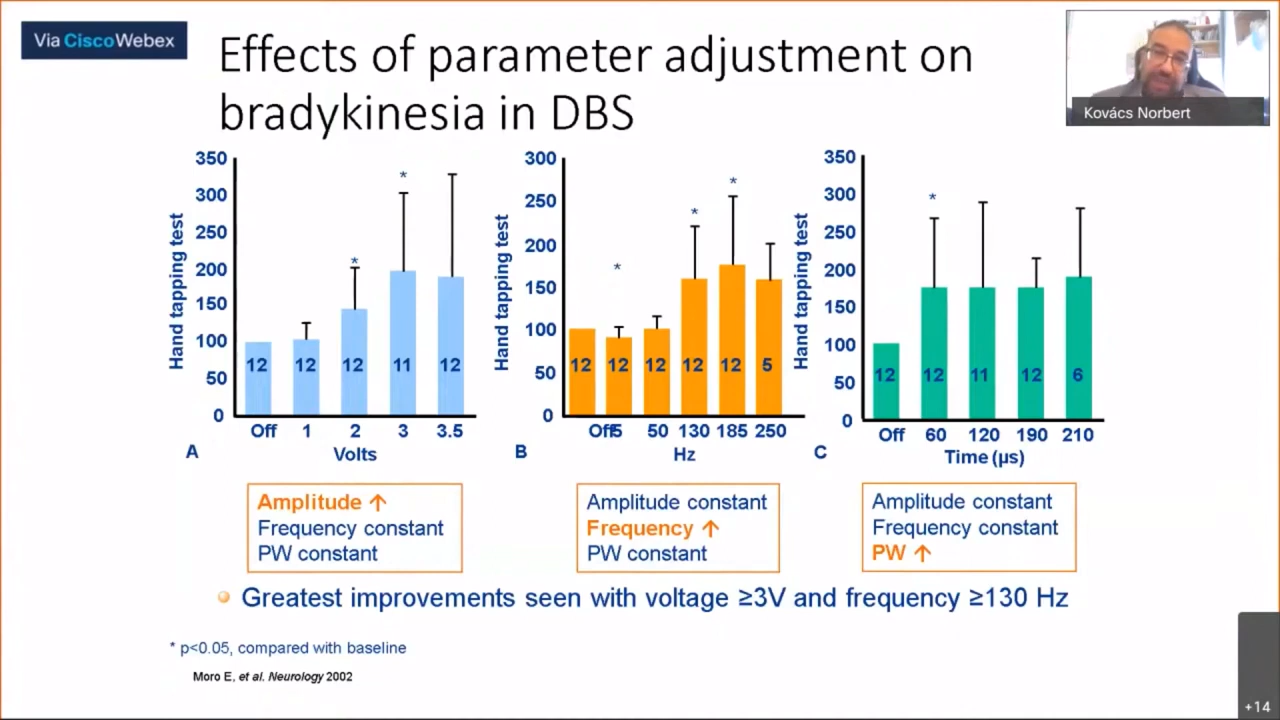 Via Cisco Webex
Effects of parameter adjustment on
bradykinesia in DBS
Kovács Norbert
Hand tapping test
350
300
250
200
150
100
50
0
*
*
12
12
12
11
12
Off
1
2
3
3.5
A
Volts
Hand tapping test
300
250
200
150
100
50
0
*
*
*
12
12
12
12
12
5
Off
5
50
130
185
250
B
Hz
Hand tapping test
350
300
250
200
150
100
50
0
*
12
12
11
12
6
Off
60
120
190
210
C
Time (µs)
Amplitude ↑
Frequency constant
PW constant
Amplitude constant
Frequency ↑
PW constant
Amplitude constant
Frequency constant
PW ↑
Greatest improvements seen with voltage ≥3V and frequency ≥130 Hz
* p<0.05, compared with baseline
Moro E, et al. Neurology 2002
+14